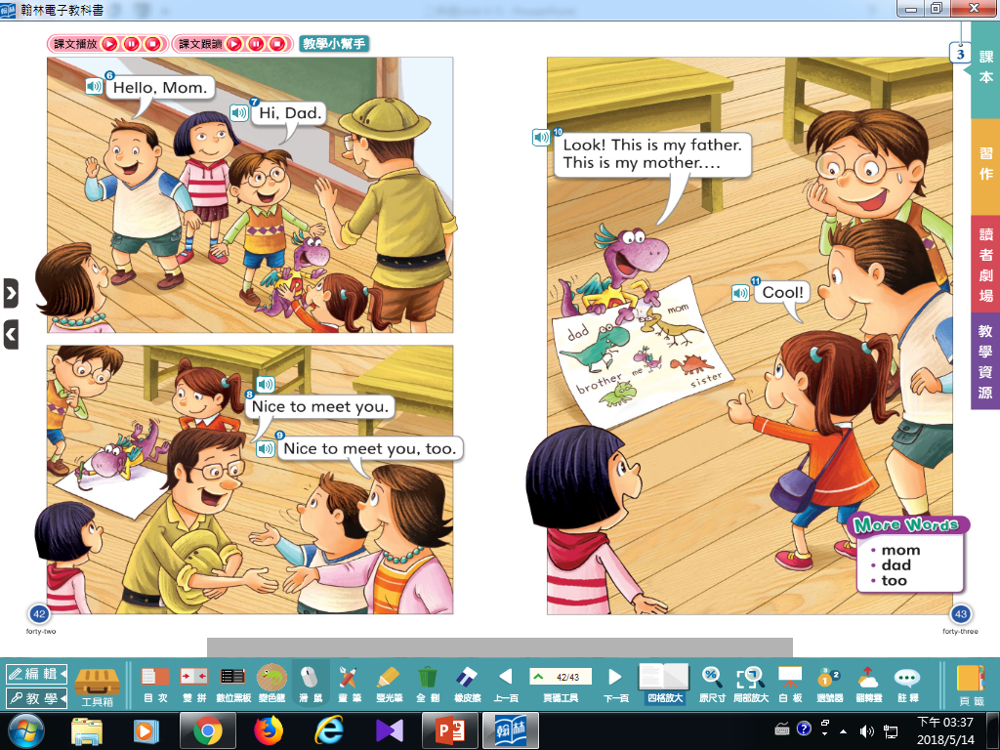 翰林電子教科書
課文播放
課文跟讀
教學小幫手
6
Hello, Mom.
7
Hi, Dad.
8
Nice to meet you.
9
Nice to meet you, too.
42
forty-two
10
Look! This is my father.
This is my mother....
dad
mom
brother
me
sister
11
Cool!
More Words
• mom
• dad
• too
43
forty-three
3
課本
習作
讀者劇場
教學資源
編輯
教學
工具箱
目次
雙拼
數位黑板
變色龍
滑鼠
畫筆
螢光筆
全刪
橡皮擦
上一頁
42/43
頁碼工具
下一頁
四格放大
原尺寸
局部放大
白板
選號器
翻轉雲
註釋
頁籤
翰林
下午 03:37
2018/5/14